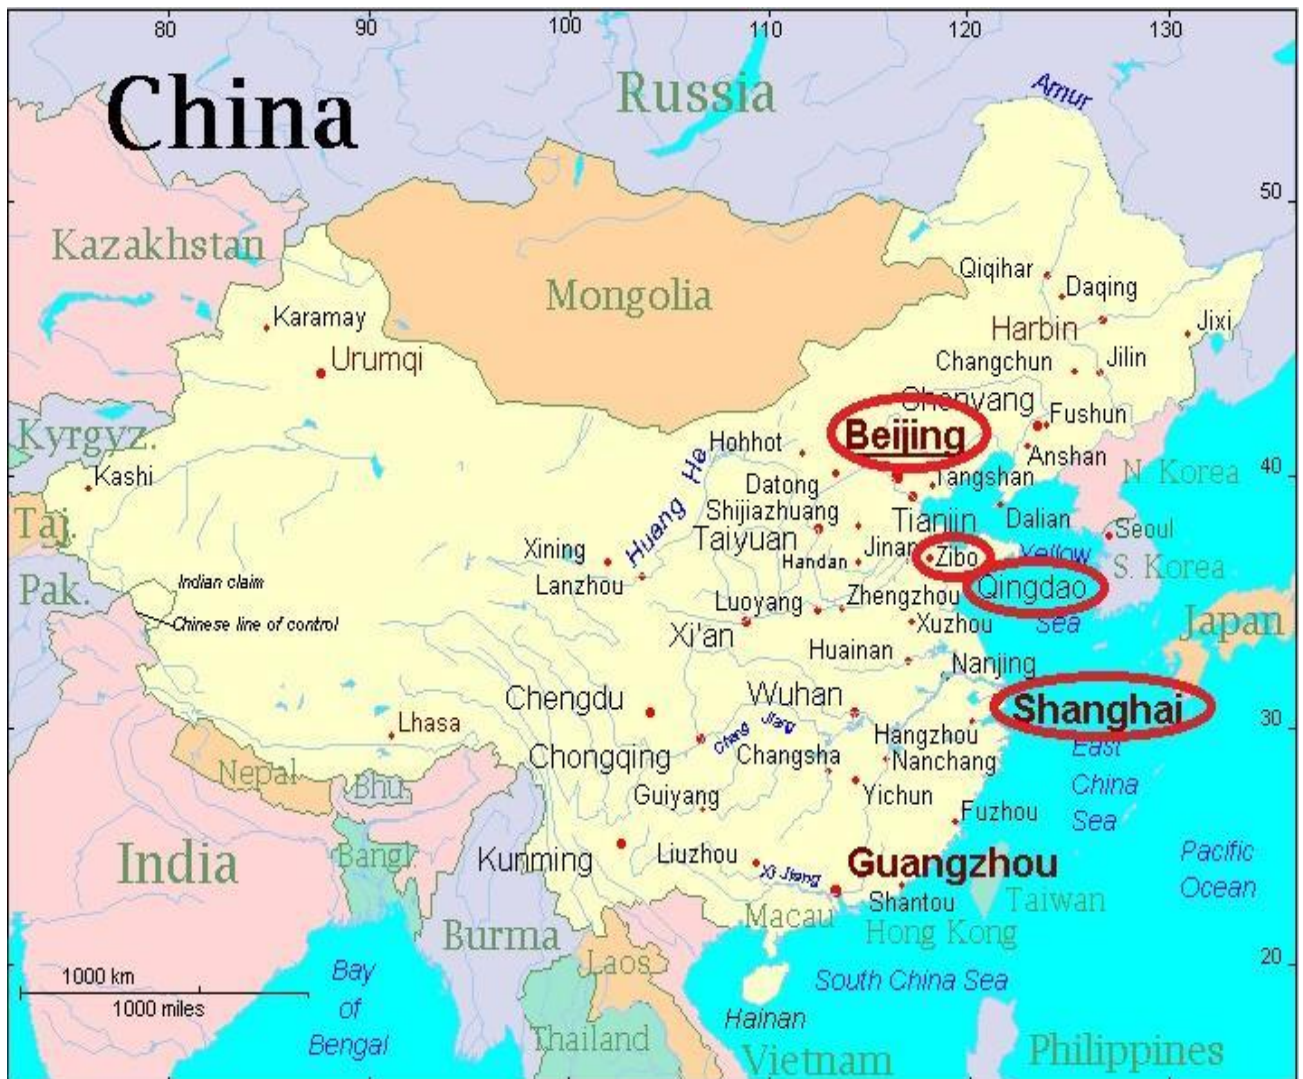 80 90 100 110 120 130
China
Russia
Amur
50
Kazakhstan
Mongolia
Qiqihar
Daqing
Karamay
Harbin
Jixi
Urumqi
Changchun
Jilin
Shenyang
Fushun
Kyrgyz.
Beijing
Hohhot
Anshan
Kashi
Huang He
Datong
Tangshan
N. Korea
40
Shijiazhuang
Taj.
Taiyuan
Tianjin
Dalian
Seoul
Xining
Handan
Jinan
Zibo
Yellow
S. Korea
Pak.
Indian claim
Lanzhou
Qingdao
Luoyang
Zhengzhou
Chinese line of control
Xi'an
Xuzhou
Sea
Japan
Huainan
Nanjing
Chengdu
Wuhan
Shanghai
Lhasa
Chang Jiang
Hangzhou
30
Chongqing
Changsha
Nanchang
East
China
Sea
Nepal
Bhu.
Guiyang
Yichun
Fuzhou
India
Bangl.
Kunming
Liuzhou
Xi Jiang
Guangzhou
Pacific
Ocean
Shantou
Taiwan
Macau
Hong Kong
Burma
Laos
20
1000 km
1000 miles
Bay
of
Bengal
South China Sea
Hainan
Thailand
Vietnam
Philippines